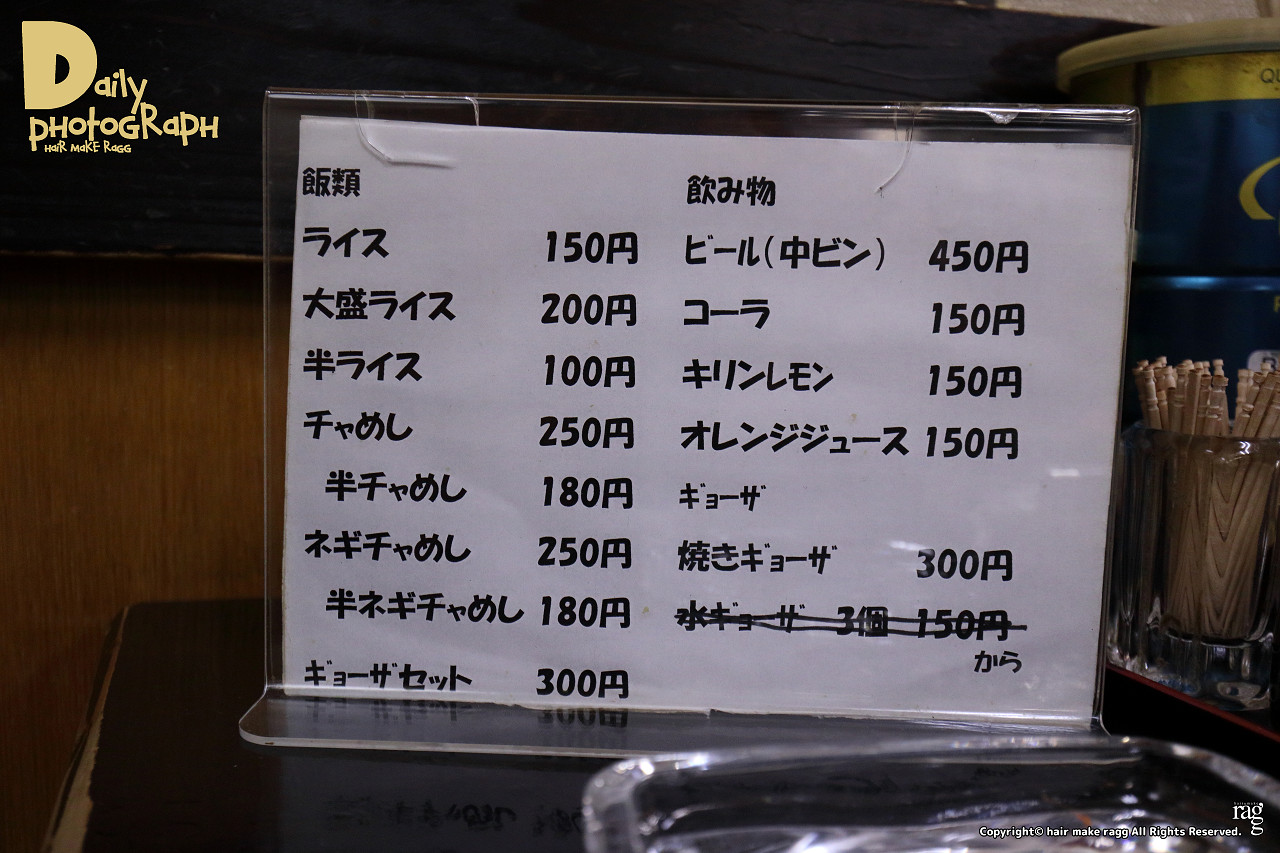 Daily
PHOTOGRAPH
HAIR MAKE RAGG
飯類
ライス 150円
大盛ライス 200円
半ライス 100円
チャめし 250円
半チャめし 180円
ネギチャめし 250円
半ネギチャめし 180円
ギョーザセット 300円
飲み物
ビール(中ビン) 450円
コーラ 150円
キリンレモン 150円
オレンジジュース 150円
ギョーザ
焼きギョーザ 300円
水ギョーザ 3個 150円
から
rag
Copyright© hair make ragg All Rights Reserved.